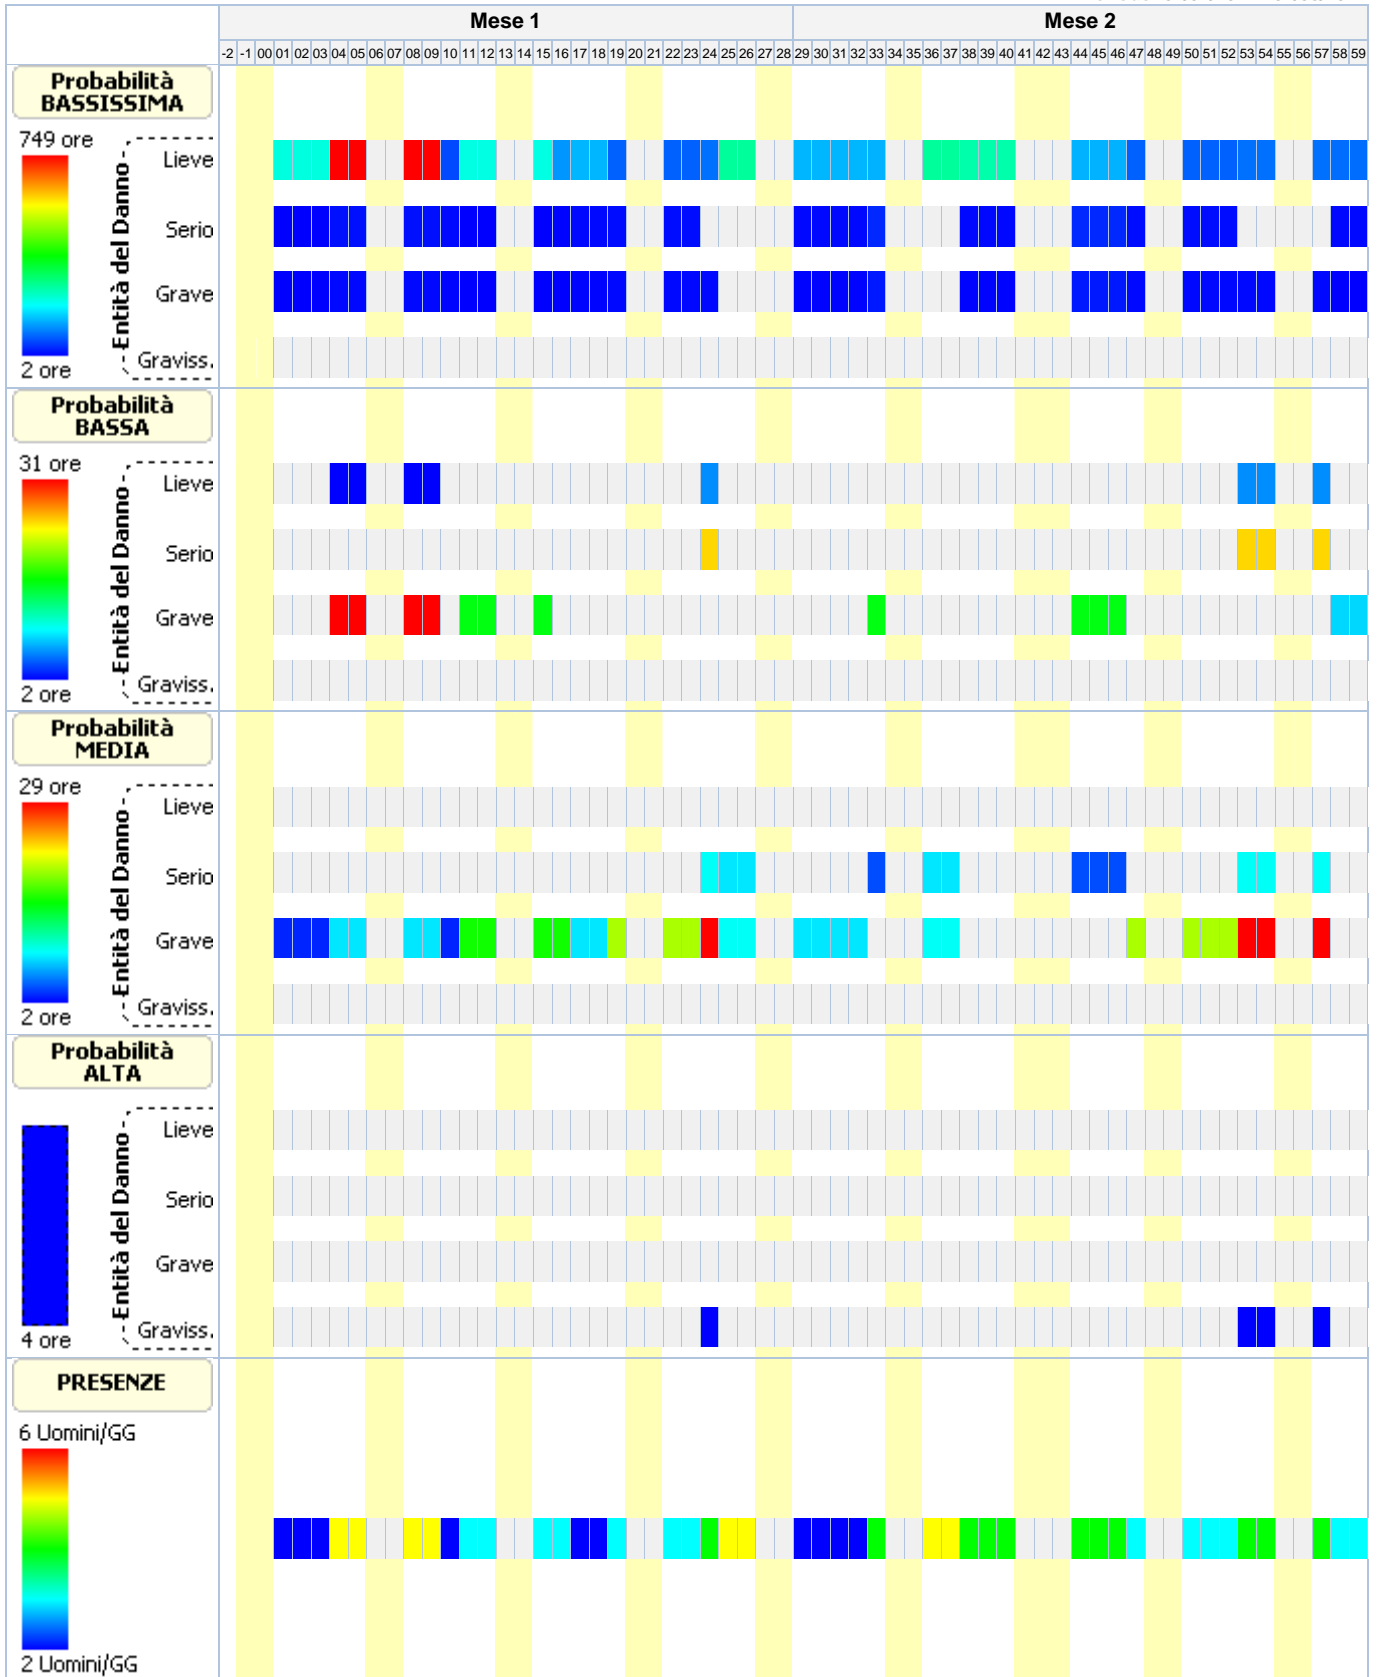 Mese 1 Mese 2
-2 -1 00 01 02 03 04 05 06 07 08 09 10 11 12 13 14 15 16 17 18 19 20 21 22 23 24 25 26 27 28 29 30 31 32 33 34 35 36 37 38 39 40 41 42 43 44 45 46 47 48 49 50 51 52 53 54 55 56 57 58 59
Probabilità
BASSISSIMA
749 ore
Entità del Danno
Lieve
Serio
Grave
Graviss.
2 ore
Probabilità
BASSA
31 ore
Entità del Danno
Lieve
Serio
Grave
Graviss.
2 ore
Probabilità
MEDIA
29 ore
Entità del Danno
Lieve
Serio
Grave
Graviss.
2 ore
Probabilità
ALTA
Entità del Danno
Lieve
Serio
Grave
Graviss.
4 ore
PRESENZE
6 Uomini/GG
2 Uomini/GG